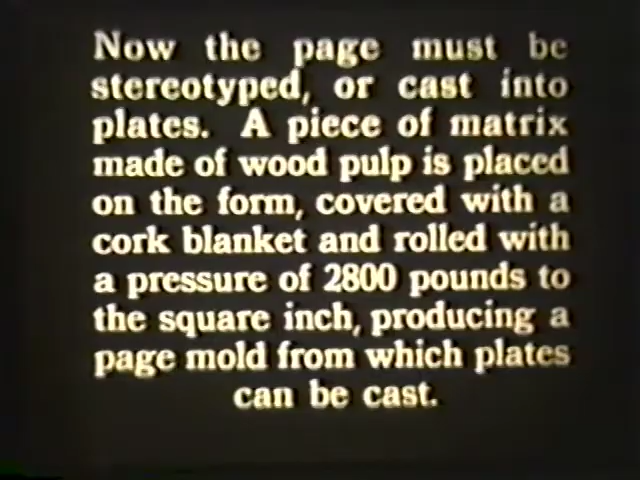 Now the page must be
stereotyped, or cast into
plates. A piece of matrix
made of wood pulp is placed
on the form, covered with a
cork blanket and rolled with
a pressure of 2800 pounds to
the square inch, producing a
page mold from which plates
can be cast.